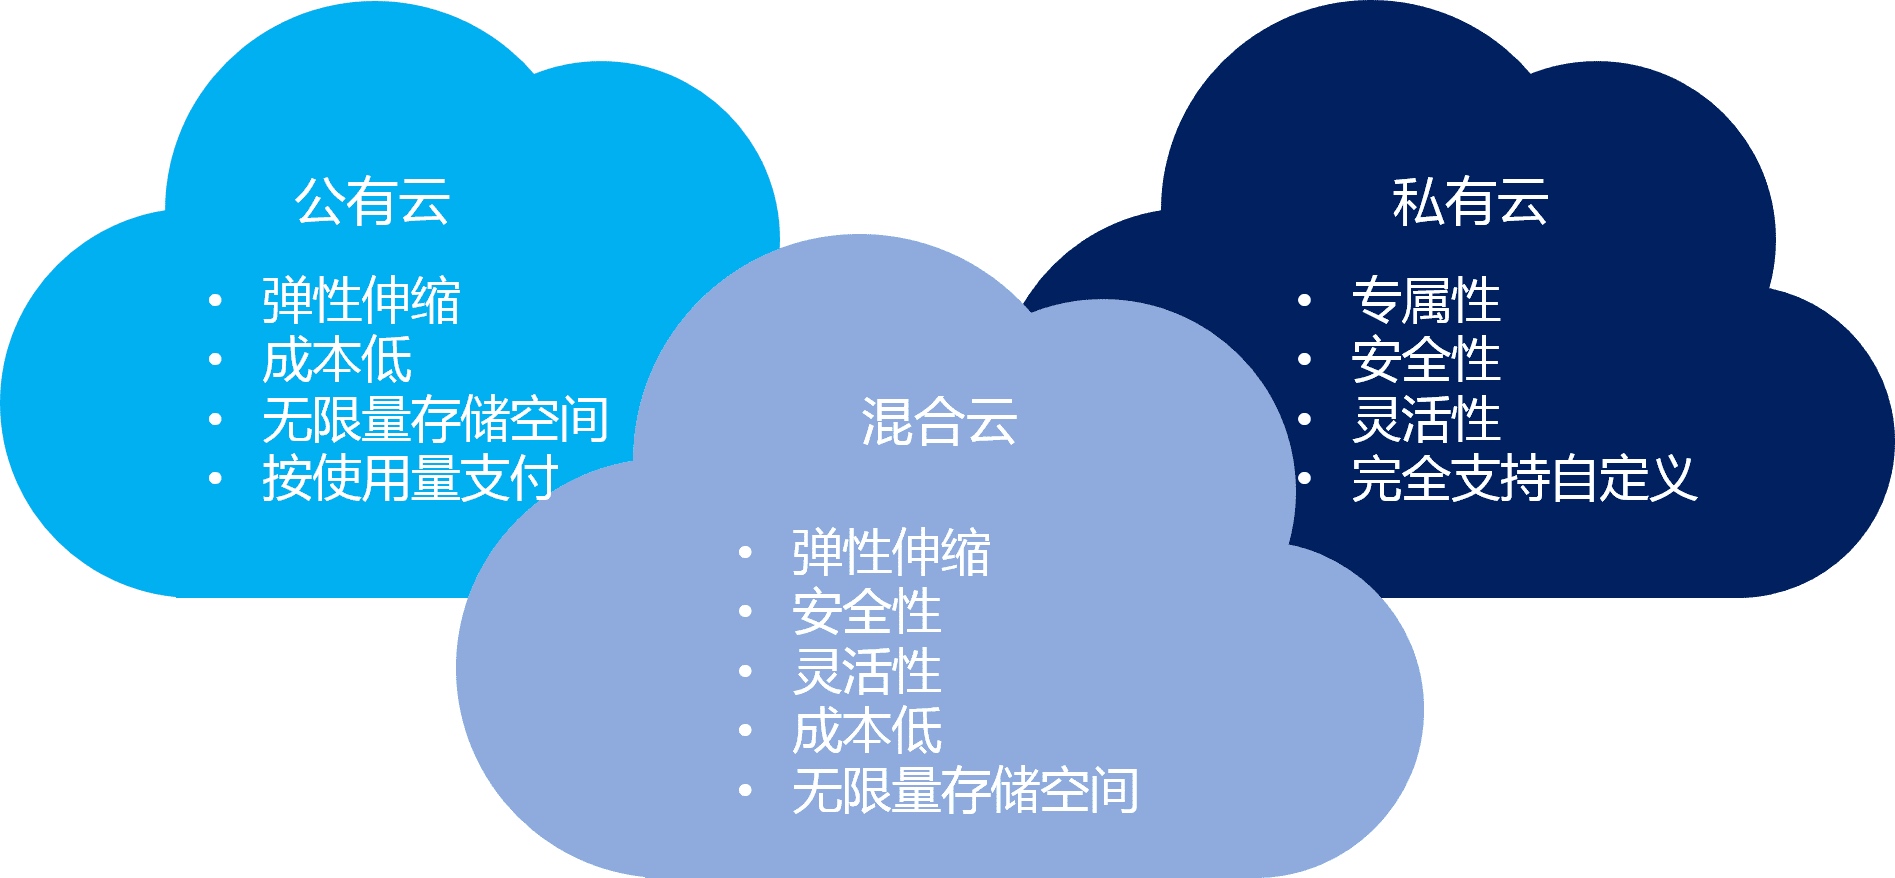 公有云
• 弹性伸缩
• 成本低
• 无限量存储空间
• 按使用量支付
私有云
• 专属性
• 安全性
• 灵活性
• 完全支持自定义
混合云
• 弹性伸缩
• 安全性
• 灵活性
• 成本低
• 无限量存储空间